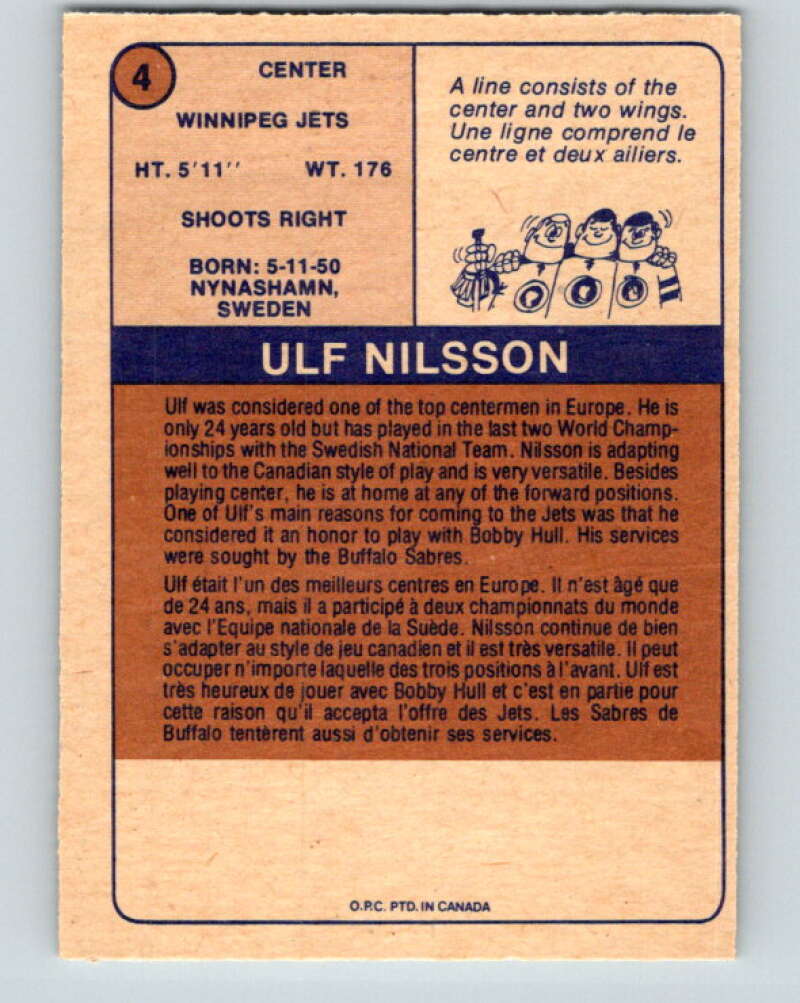 4
CENTER
WINNIPEG JETS
HT. 5'11'' WT. 176
SHOOTS RIGHT
BORN: 5-11-50
NYNASHAMN,
SWEDEN
A line consists of the
center and two wings.
Une ligne comprend le
centre et deux ailiers.
ULF NILSSON
Ulf was considered one of the top centermen in Europe. He is
only 24 years old but has played in the last two World Champ-
ionships with the Swedish National Team. Nilsson is adapting
well to the Canadian style of play and is very versatile. Besides
playing center, he is at home at any of the forward positions.
One of Ulf's main reasons for coming to the Jets was that he
considered it an honor to play with Bobby Hull. His services
were sought by the Buffalo Sabres.
Ulf était l'un des meilleurs centres en Europe. Il n'est âgé que
de 24 ans, mais il a participé à deux championnats du monde
avec l'Equipe nationale de la Suède. Nilsson continue de bien
s'adapter au style de jeu canadien et il est très versatile. Il peut
occuper n'importe laquelle des trois positions à l'avant. Ulf est
très heureux de jouer avec Bobby Hull et c'est en partie pour
cette raison qu'il accepta l'offre des Jets. Les Sabres de
Buffalo tentèrent aussi d'obtenir ses services.
O.P.C. PTD. IN CANADA